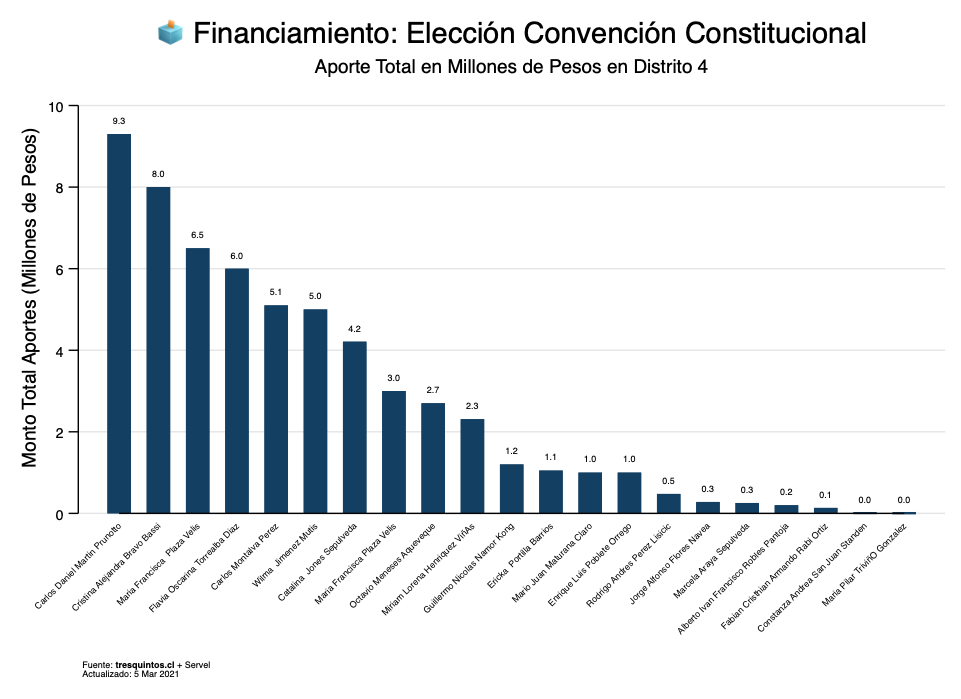 Financiamiento: Elección Convención Constitucional
Aporte Total en Millones de Pesos en Distrito 4
Monto Total Aportes (Millones de Pesos)
10
8
6
4
2
0
9.3
8.0
6.5
6.0
5.1
5.0
4.2
3.0
2.7
2.3
1.2
1.1
1.0
1.0
0.5
0.3
0.3
0.2
0.1
0.0
0.0
Carlos Daniel Martin Prunotto
Cristina Alejandra Bravo Bassi
Maria Francisca  Plaza Velis
Flavia Oscarina Torrealba Diaz
Carlos Montalva Perez
Wilma  Jimenez Mutis
Catalina  Jones Sepulveda
Maria Francisca Plaza Velis
Octavio Meneses Aqueveque
Miriam Lorena Henriquez ViñAs
Guillermo Nicolas Namor Kong
Ericka  Portilla Barrios
Mario Juan Maturana Claro
Enrique Luis Poblete Orrego
Rodrigo Andres Perez Lisicic
Jorge Alfonso Flores Navea
Marcela Araya Sepulveda
Alberto Ivan Francisco Robles Pantoja
Fabian Cristhian Armando Rabi Ortiz
Constanza Andrea San Juan Standen
Maria Pilar TriviñO Gonzalez
Fuente: tresquintos.cl + Servel
Actualizado: 5 Mar 2021